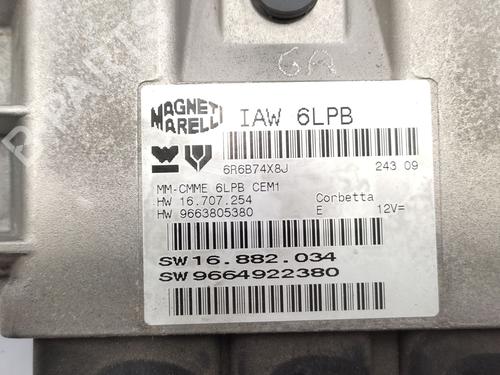 GA
MAGNETI
MARELLI
IAW 6LPB
6R6B74X8J
243 09
MM-CMME 6LPB CEM1
HW 16.707.254
Corbetta
HW 9663805380
E 12V=
SW16.882.034
SW9664922380